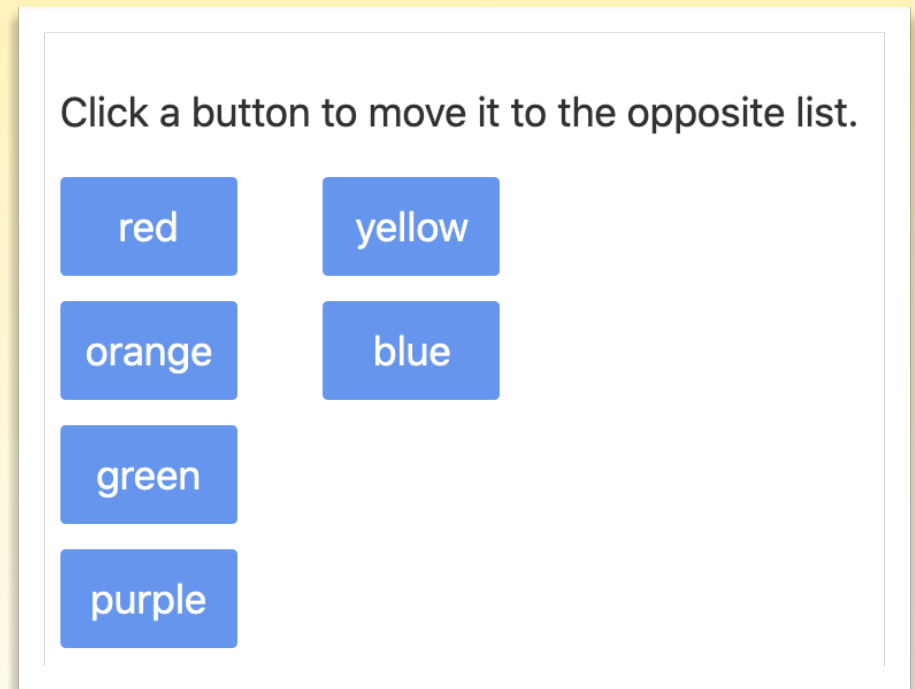 Click a button to move it to the opposite list.
red yellow
orange blue
green
purple